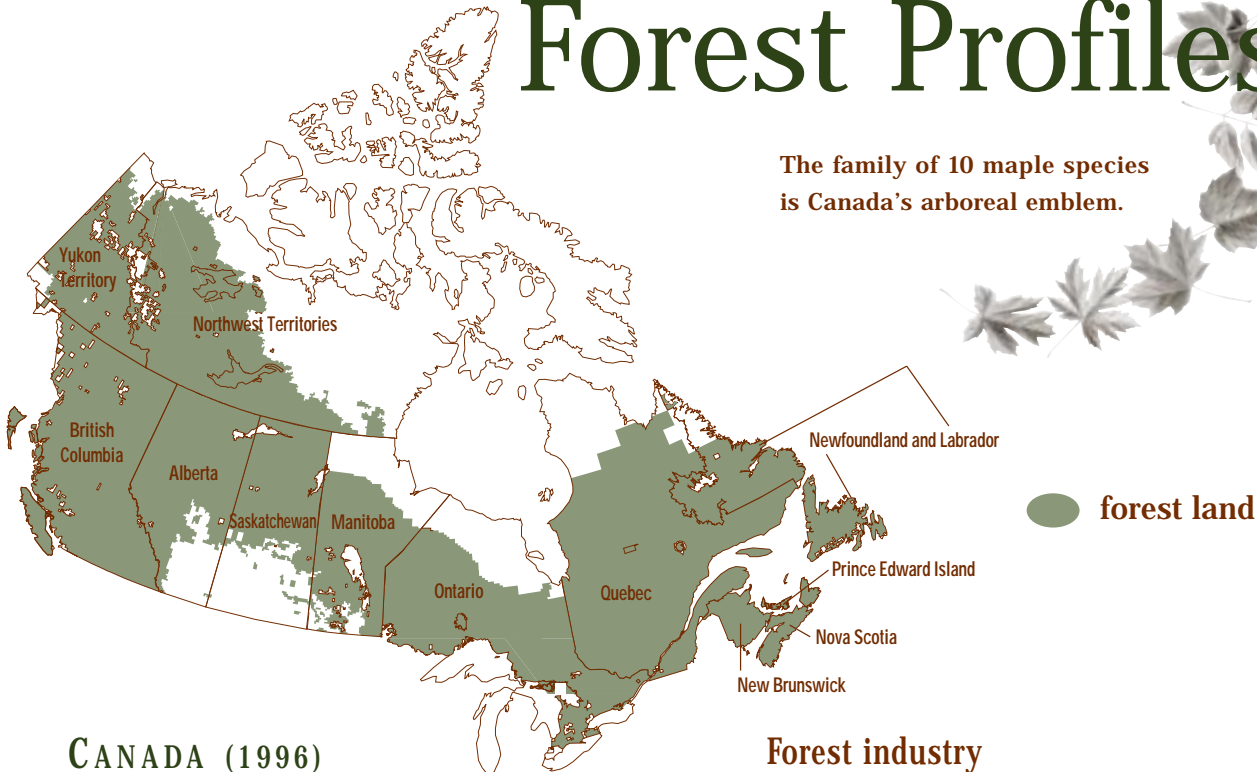 Forest Profiles
The family of 10 maple species
is Canada's arboreal emblem.
Yukon
Territory
Northwest Territories
British
Columbia
Alberta
Saskatchewan
Manitoba
Ontario
Quebec
Newfoundland and Labrador
forest land
Prince Edward Island
Nova Scotia
New Brunswick
CANADA (1996)
Forest industry